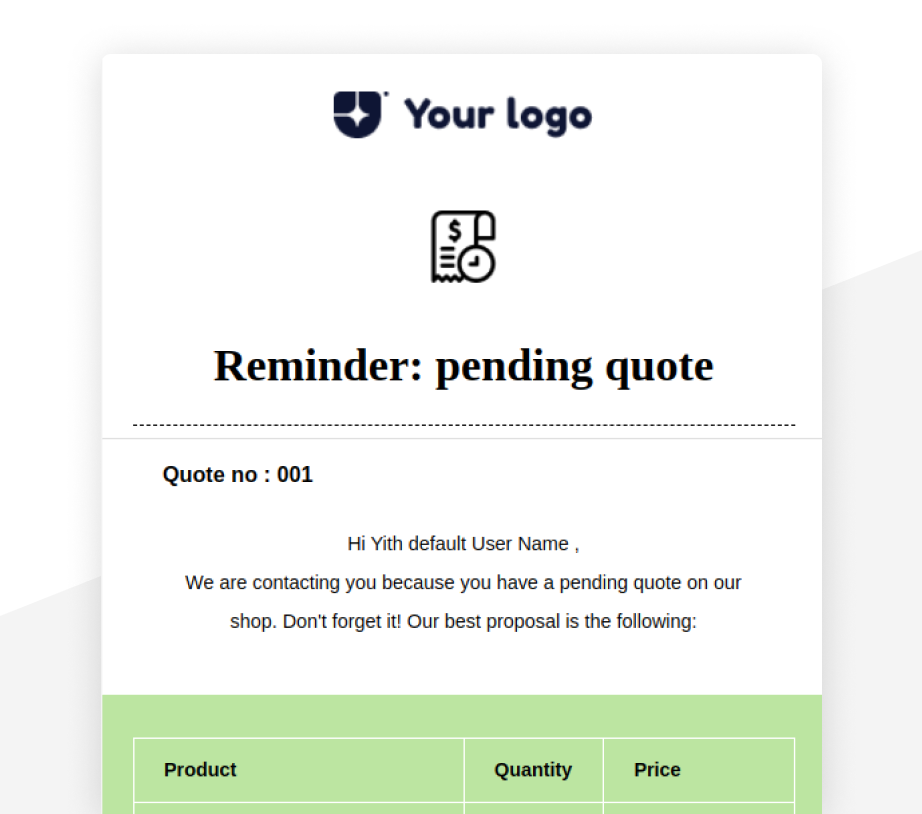 Your logo
$
Reminder: pending quote
Quote no : 001
Hi Yith default User Name ,
We are contacting you because you have a pending quote on our
shop. Don't forget it! Our best proposal is the following:
Product Quantity Price